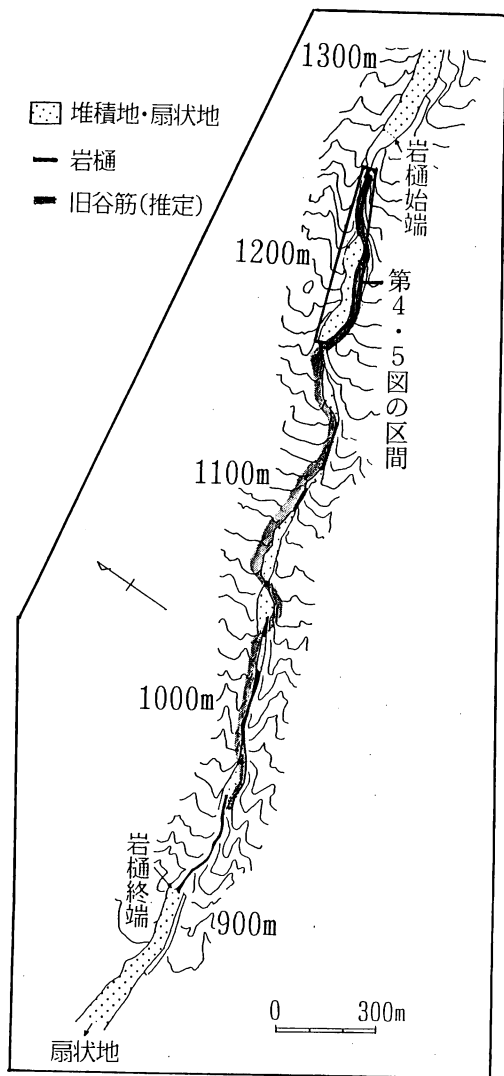 堆積地・扇状地
岩樋
旧谷筋(推定)
1300m
岩樋始端
1200m
第4・5図の区間
1100m
1000m
岩樋終端
900m
0 300m
扇状地